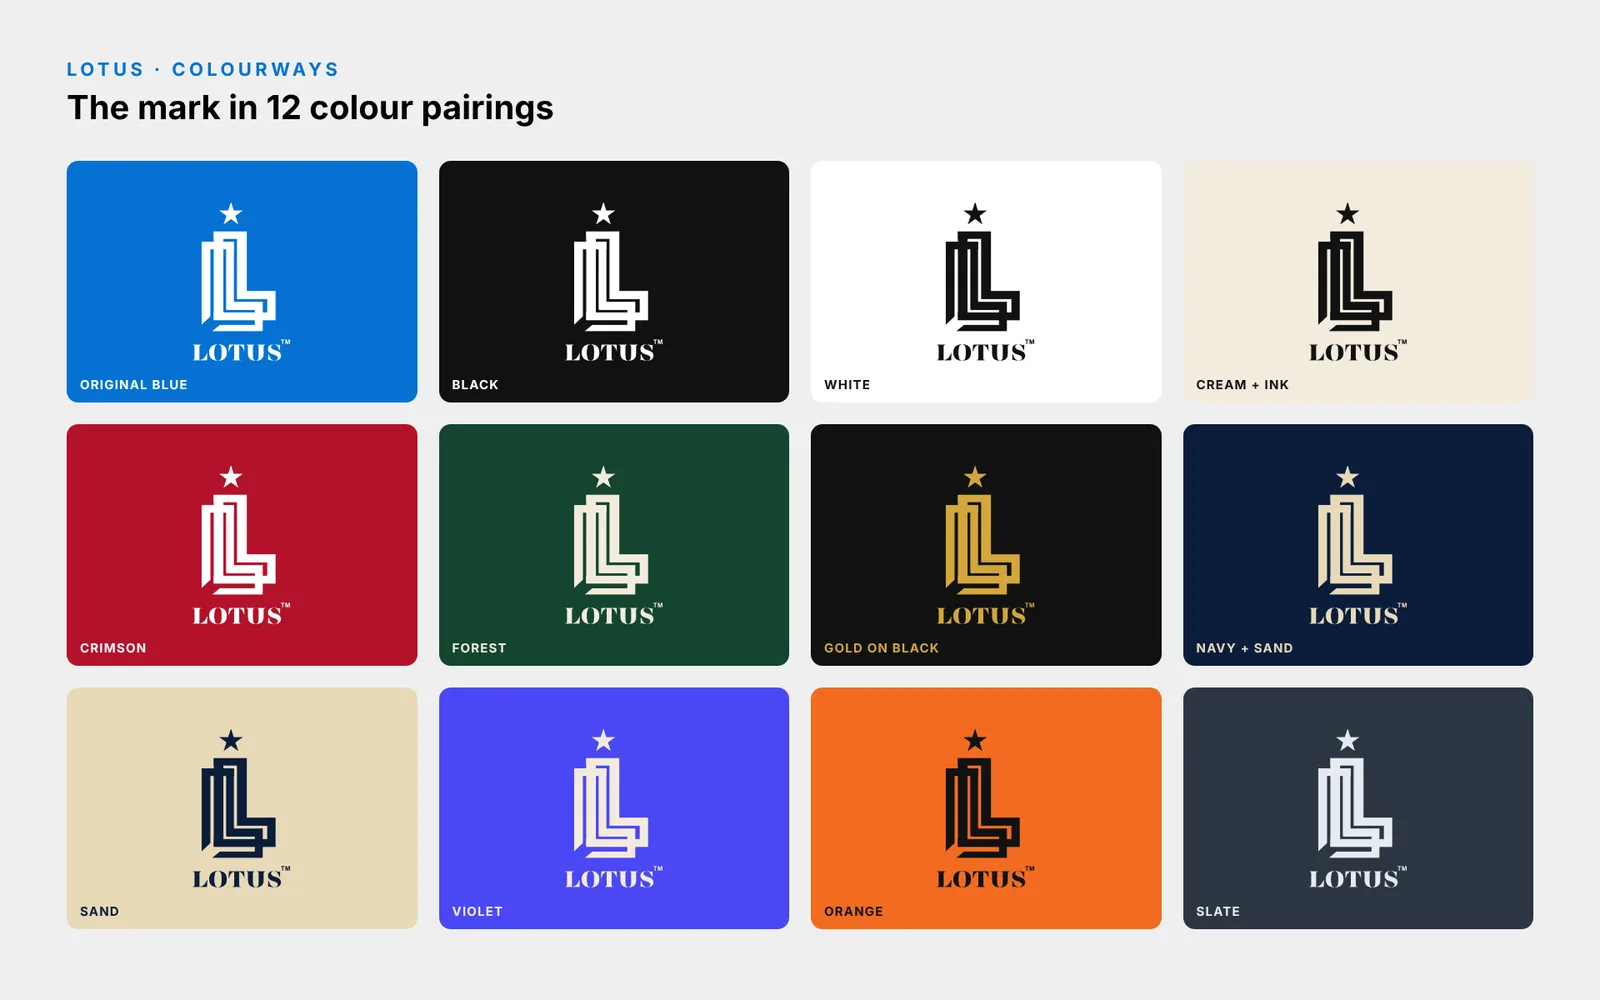 LOTUS · COLOURWAYS
The mark in 12 colour pairings
LOTUS™
ORIGINAL BLUE
LOTUS™
BLACK
LOTUS™
WHITE
LOTUS™
CREAM + INK
LOTUS™
CRIMSON
LOTUS™
FOREST
LOTUS™
GOLD ON BLACK
LOTUS™
NAVY + SAND
LOTUS™
SAND
LOTUS™
VIOLET
LOTUS™
ORANGE
LOTUS™
SLATE